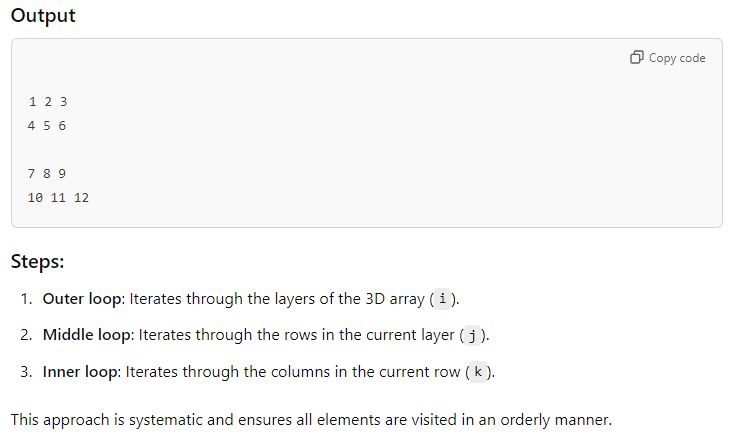 Output
Copy code
1 2 3
4 5 6
7 8 9
10 11 12
Steps:
1. Outer loop: Iterates through the layers of the 3D array ( i ).
2. Middle loop: Iterates through the rows in the current layer ( j ).
3. Inner loop: Iterates through the columns in the current row ( k ).
This approach is systematic and ensures all elements are visited in an orderly manner.